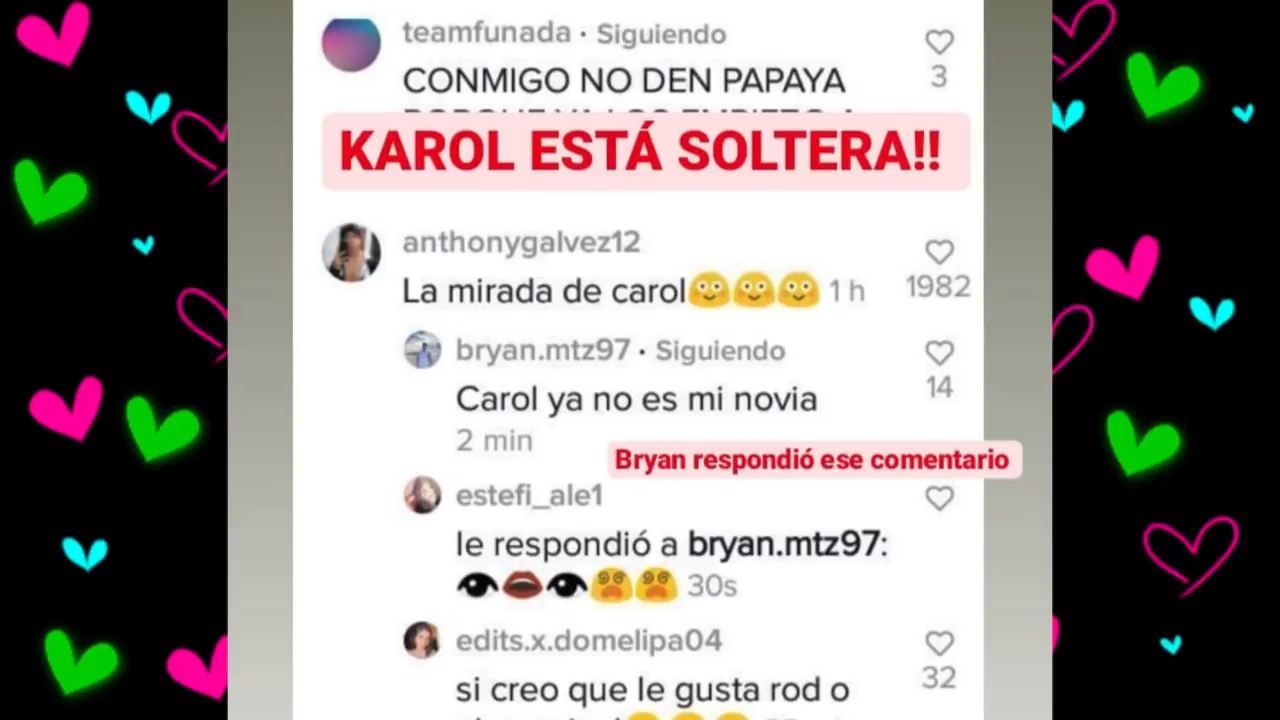 teamfunada · Siguiendo
3
CONMIGO NO DEN PAPAYA
KAROL ESTÁ SOLTERA!!
anthonygalvez12
La mirada de carol🙂🙂🙂 1 h
1982
bryan.mtz97 · Siguiendo
Carol ya no es mi novia
14
2 min
Bryan respondió ese comentario
estefi_ale1
le respondió a bryan.mtz97:
👁👄👁😵😵 30s
edits.x.domelipa04
si creo que le gusta rod o
32